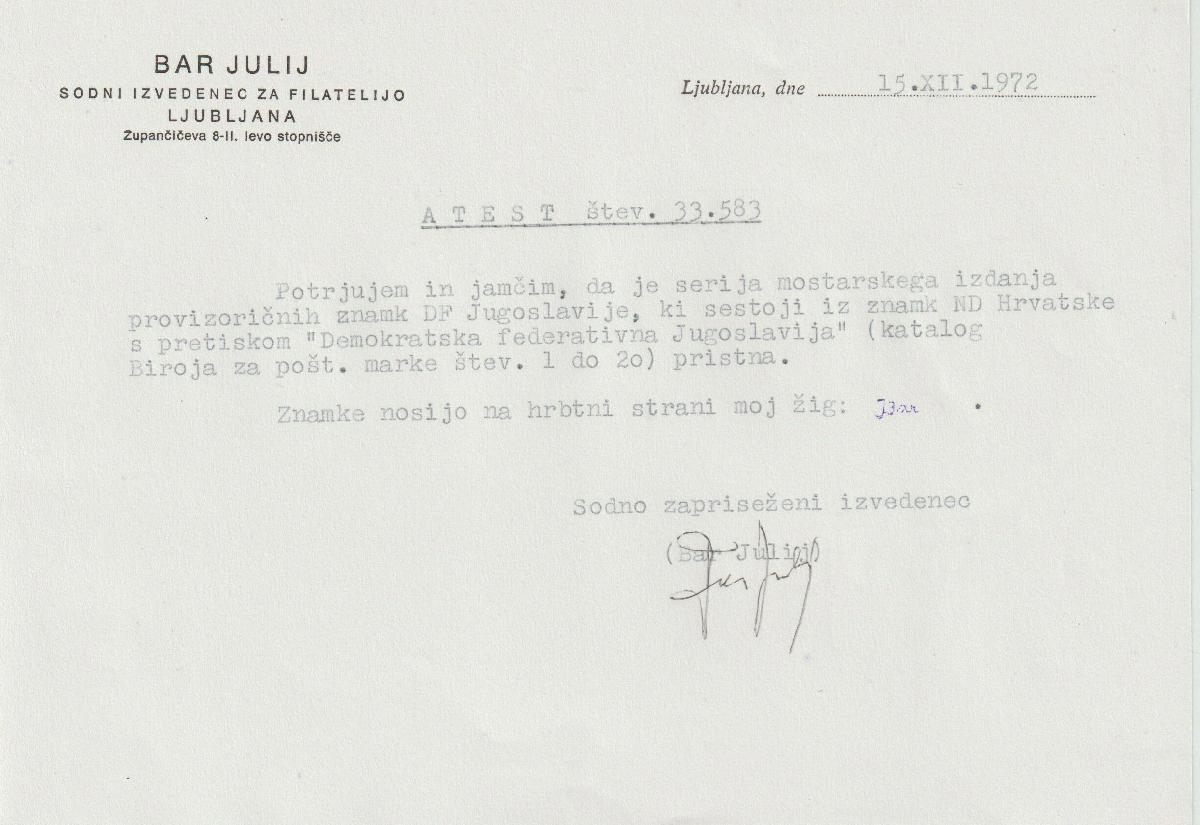 BAR JULIJ
SODNI IZVEDENEC ZA FILATELIJO
LJUBLJANA
Župančičeva 8-II. levo stopnišče
Ljubljana, dne 15.XII.1972
A T E S T štev. 33.583
Potrjujem in jamčim, da je serija mostarskega izdanja
provizoričnih znamk DF Jugoslavije, ki sestoji iz znamk ND Hrvatske
s pretiskom "Demokratska federativna Jugoslavija" (katalog
Biroja za pošt. marke štev. 1 do 2o) pristna.
Znamke nosijo na hrbtni strani moj žig: JBar .
Sodno zapriseženi izvedenec
(Bar Julij)
Bar Julij